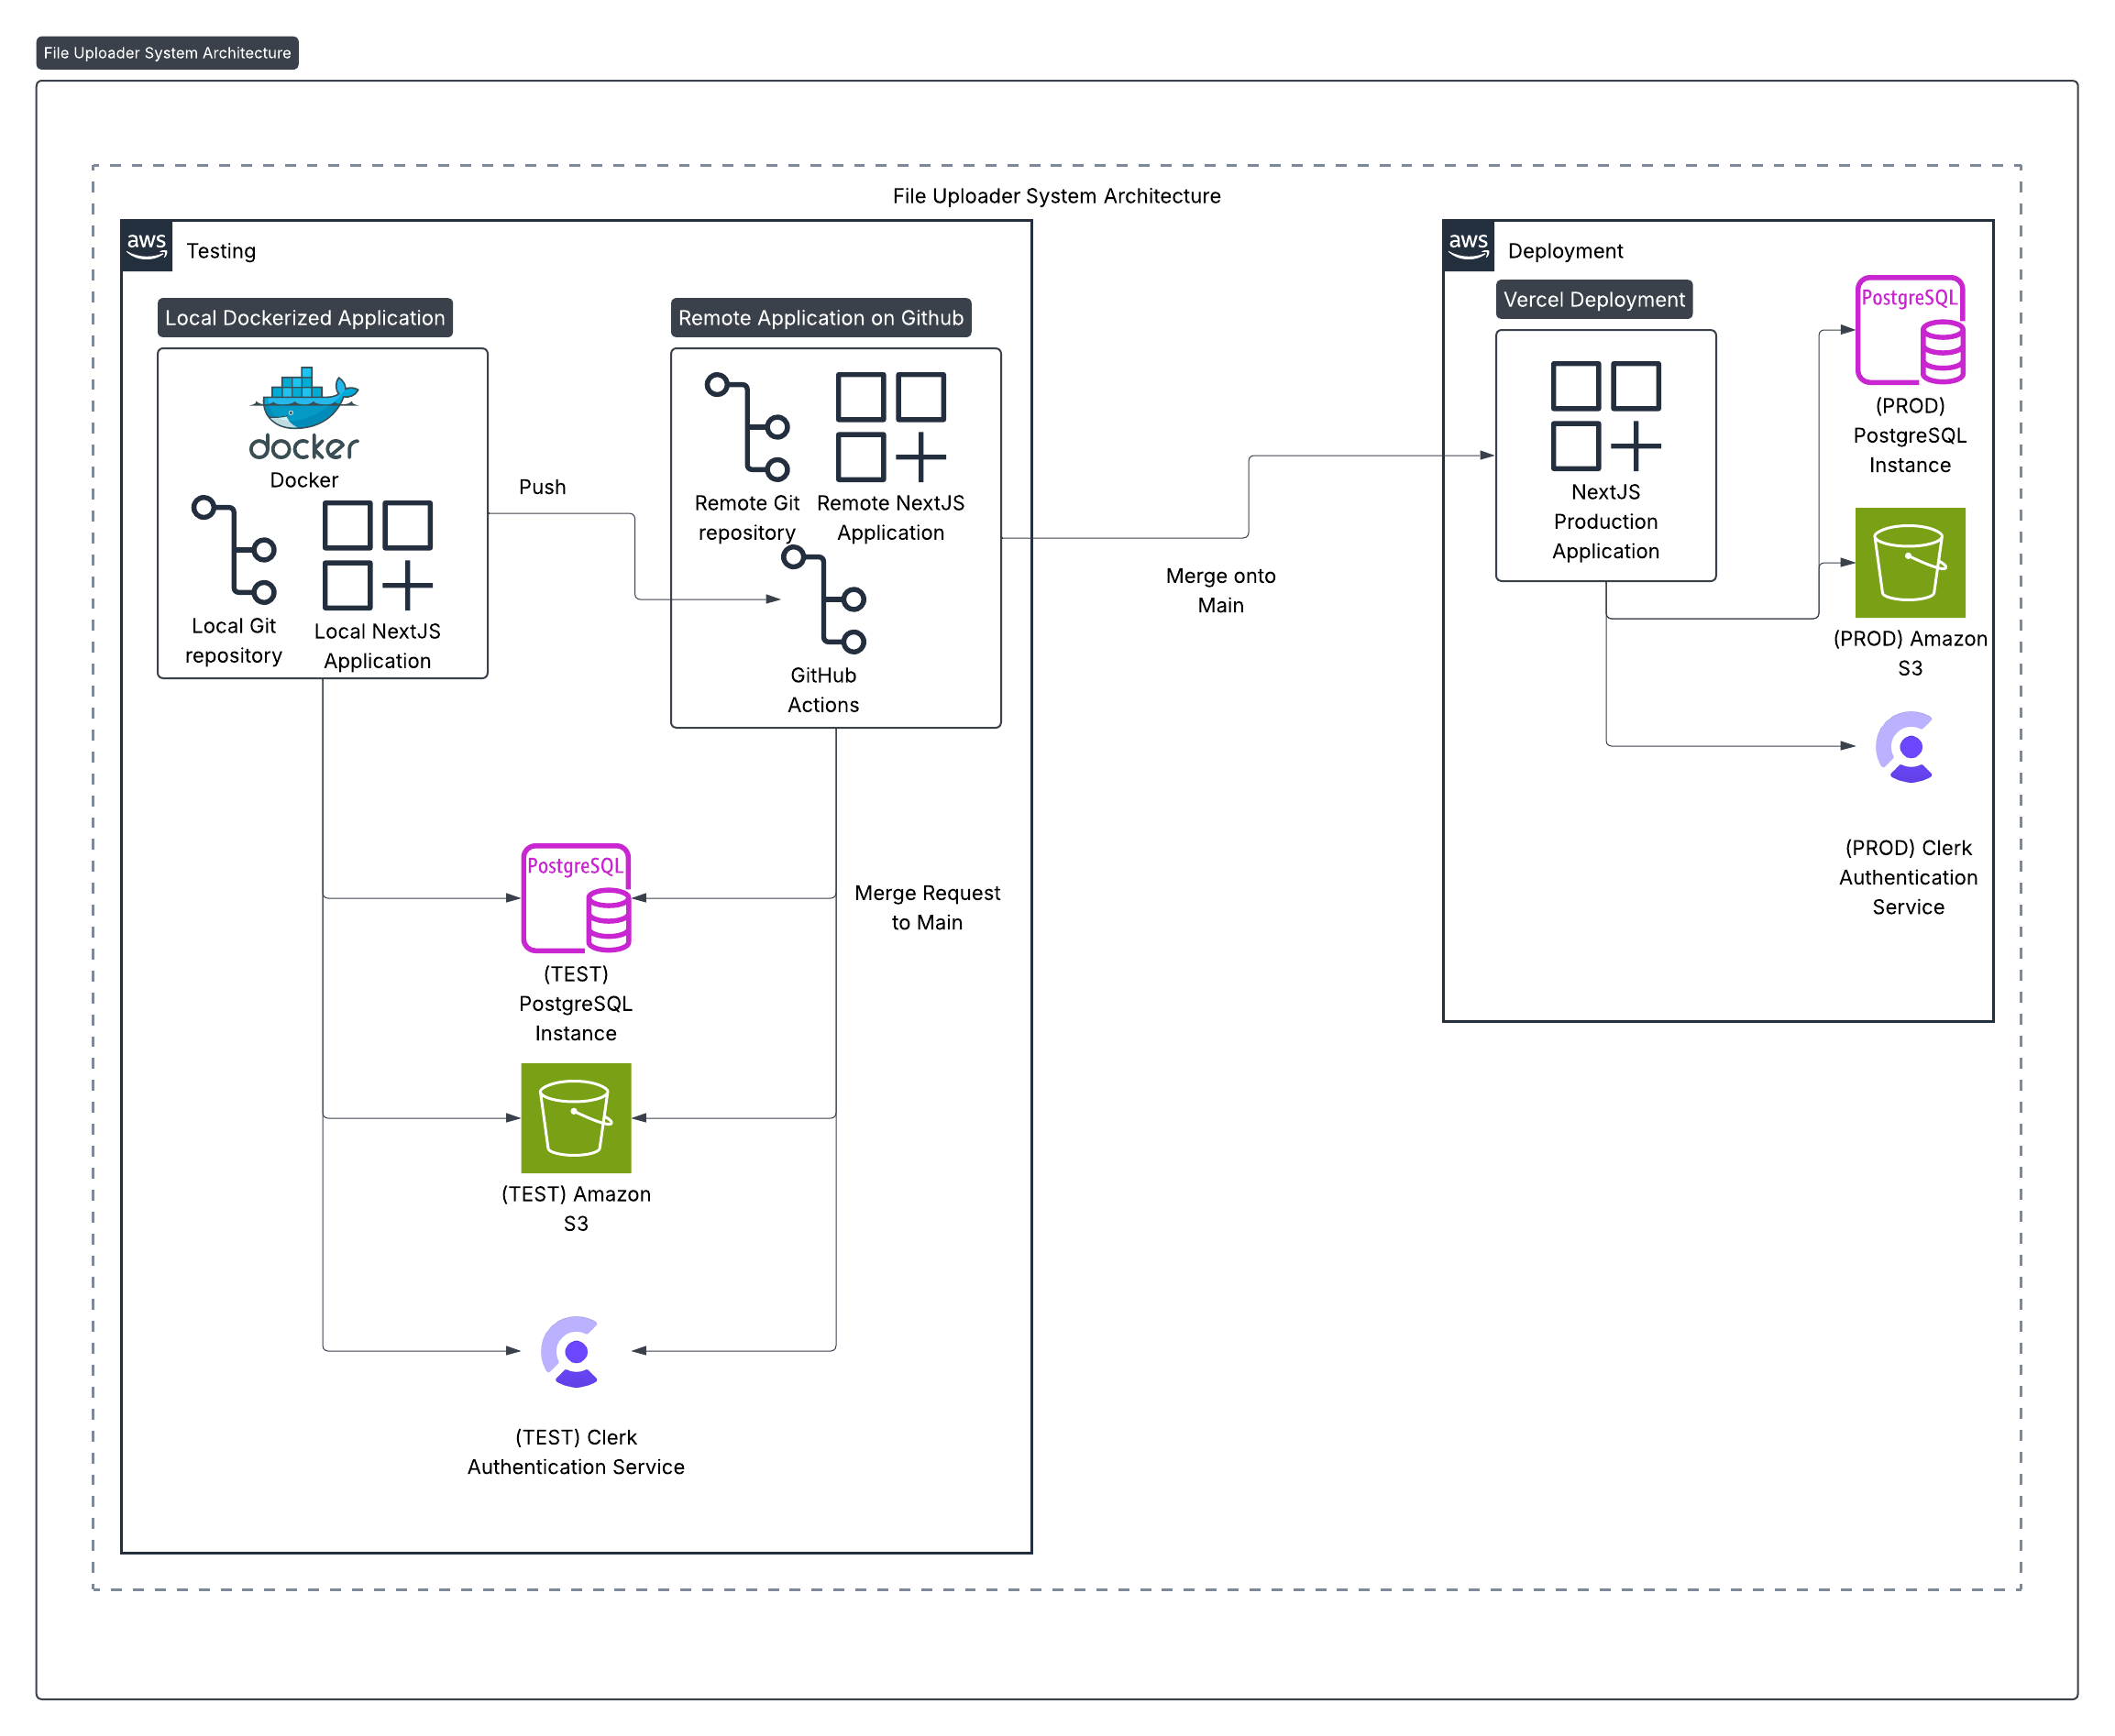 File Uploader System Architecture
File Uploader System Architecture
aws
Testing
Local Dockerized Application
docker
Docker
Local Git
repository
Local NextJS
Application
Push
Remote Application on Github
Remote Git
repository
Remote NextJS
Application
GitHub
Actions
Merge onto
Main
Merge Request
to Main
PostgreSQL
(TEST)
PostgreSQL
Instance
(TEST) Amazon
S3
(TEST) Clerk
Authentication Service
aws
Deployment
Vercel Deployment
NextJS
Production
Application
PostgreSQL
(PROD)
PostgreSQL
Instance
(PROD) Amazon
S3
(PROD) Clerk
Authentication
Service